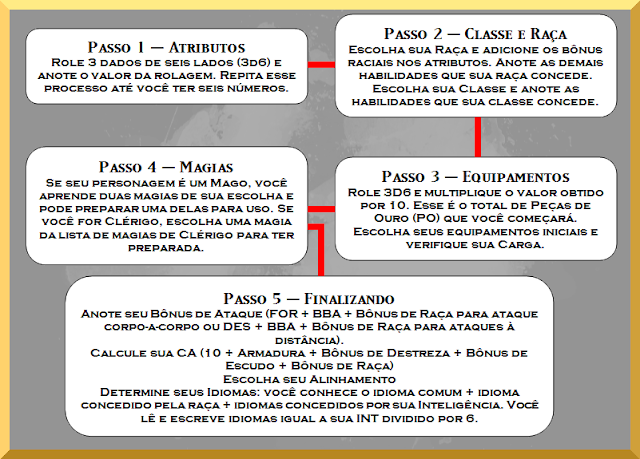 Passo 1 – Atributos
Role 3 dados de seis lados (3d6) e
anote o valor da rolagem. Repita esse
processo até você ter seis números.
Passo 2 – Classe e Raça
Escolha sua Raça e adicione os bônus
raciais nos atributos. Anote as demais
habilidades que sua raça concede.
Escolha sua Classe e anote as
habilidades que sua classe concede.
Passo 3 – Equipamentos
Role 3D6 e multiplique o valor obtido
por 10. Esse é o total de Peças de
Ouro (PO) que você começará.
Escolha seus equipamentos iniciais e
verifique sua Carga.
Passo 4 – Magias
Se seu personagem é um Mago, você
aprende duas magias de sua escolha e
pode preparar uma delas para uso. Se
você for Clérigo, escolha uma magia
da lista de magias de Clérigo para ter
preparada.
Passo 5 – Finalizando
Anote seu Bônus de Ataque (FOR + BBA + Bônus de Raça para ataque
corpo-a-corpo ou DES + BBA + Bônus de Raça para ataques à
distância).
Calcule sua CA (10 + Armadura + Bônus de Destreza + Bônus de
Escudo + Bônus de Raça)
Escolha seu Alinhamento
Determine seus Idiomas: você conhece o idioma comum + idioma
concedido pela raça + idiomas concedidos por sua Inteligência. Você
lê e escreve idiomas igual a sua INT dividido por 6.